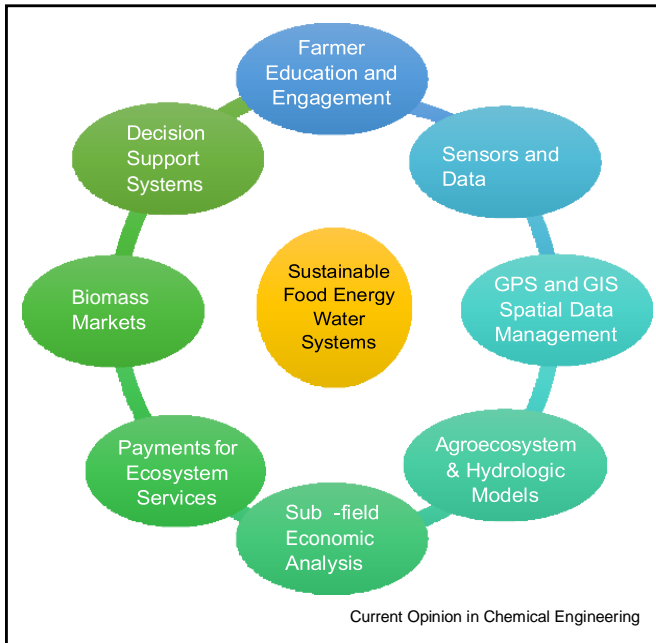 Farmer
Education and
Engagement
Sensors and
Data
GPS and GIS
Spatial Data
Management
Agroecosystem
& Hydrologic
Models
Sub -field
Economic
Analysis
Payments for
Ecosystem
Services
Biomass
Markets
Decision
Support
Systems
Sustainable
Food Energy
Water
Systems
Current Opinion in Chemical Engineering